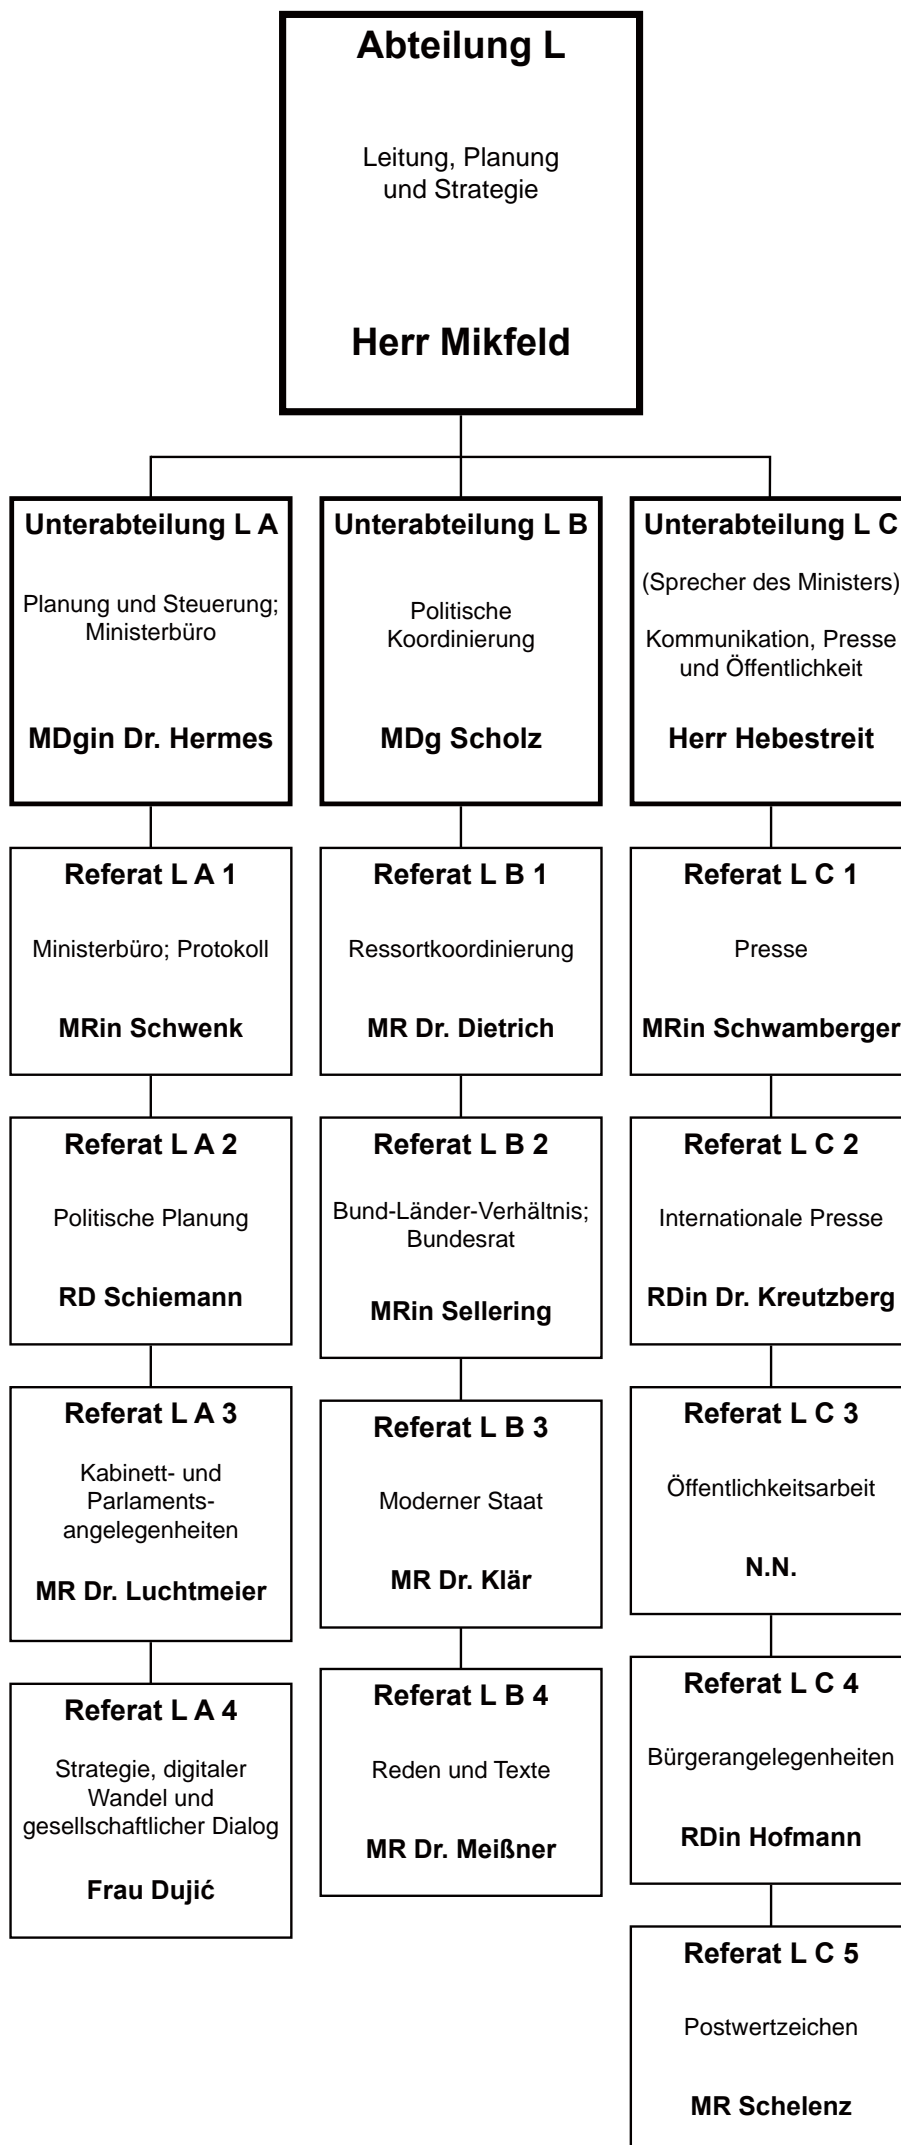 Abteilung L
Leitung, Planung
und Strategie
Herr Mikfeld
Unterabteilung L A
Planung und Steuerung;
Ministerbüro
MDgin Dr. Hermes
Referat L A 1
Ministerbüro; Protokoll
MRin Schwenk
Referat L A 2
Politische Planung
RD Schiemann
Referat L A 3
Kabinett- und
Parlaments-
angelegenheiten
MR Dr. Luchtmeier
Referat L A 4
Strategie, digitaler
Wandel und
gesellschaftlicher Dialog
Frau Dujić
Unterabteilung L B
Politische
Koordinierung
MDg Scholz
Referat L B 1
Ressortkoordinierung
MR Dr. Dietrich
Referat L B 2
Bund-Länder-Verhältnis;
Bundesrat
MRin Sellering
Referat L B 3
Moderner Staat
MR Dr. Klär
Referat L B 4
Reden und Texte
MR Dr. Meißner
Unterabteilung L C
(Sprecher des Ministers)
Kommunikation, Presse
und Öffentlichkeit
Herr Hebestreit
Referat L C 1
Presse
MRin Schwamberger
Referat L C 2
Internationale Presse
RDin Dr. Kreutzberg
Referat L C 3
Öffentlichkeitsarbeit
N.N.
Referat L C 4
Bürgerangelegenheiten
RDin Hofmann
Referat L C 5
Postwertzeichen
MR Schelenz